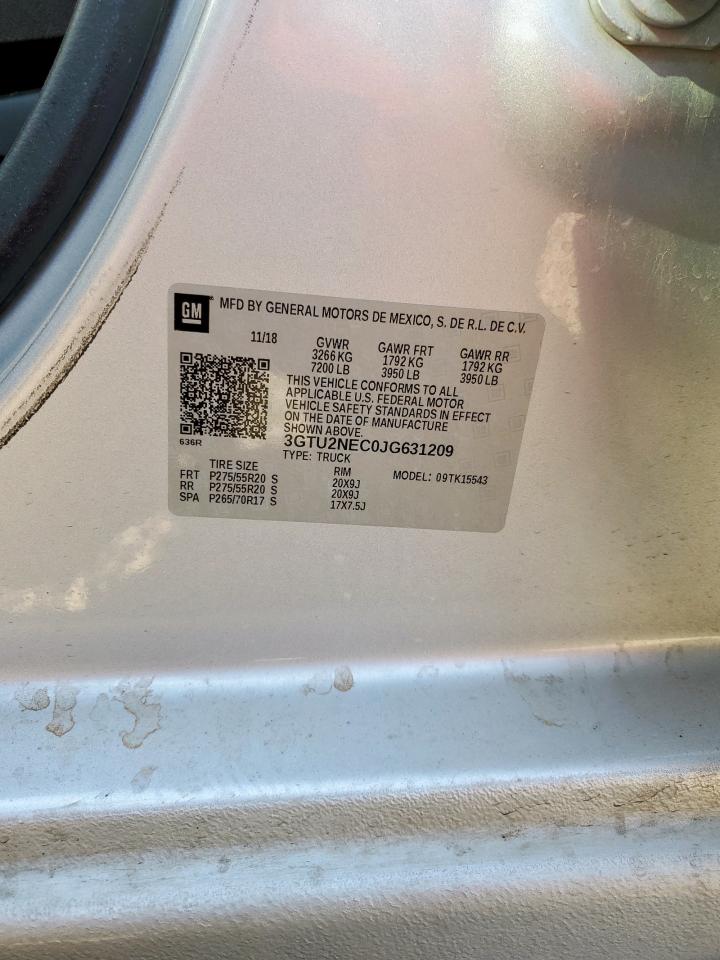 GM® MFD BY GENERAL MOTORS DE MEXICO, S. DE R.L. DE C.V.
11/18 GVWR GAWR FRT GAWR RR
3266 KG 1792 KG 1792 KG
7200 LB 3950 LB 3950 LB
THIS VEHICLE CONFORMS TO ALL
APPLICABLE U.S. FEDERAL MOTOR
VEHICLE SAFETY STANDARDS IN EFFECT
ON THE DATE OF MANUFACTURE
SHOWN ABOVE.
636R 3GTU2NEC0JG631209
TYPE: TRUCK
TIRE SIZE RIM MODEL: 09TK15543
FRT P275/55R20 S 20X9J
RR P275/55R20 S 20X9J
SPA P265/70R17 S 17X7.5J